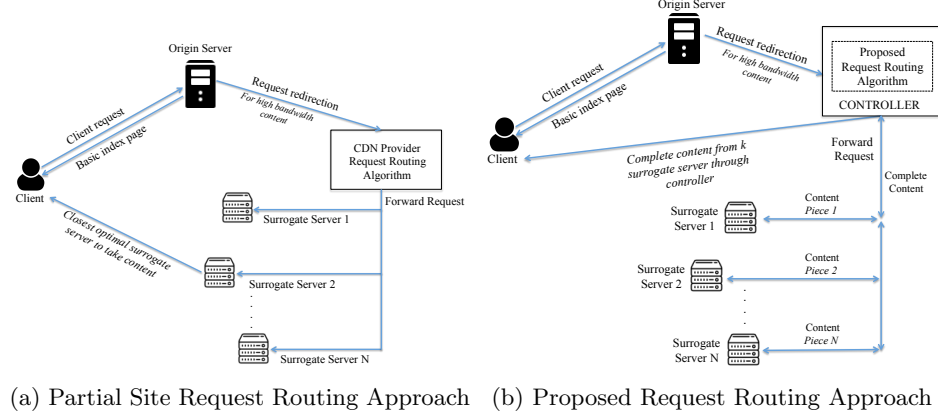 Origin Server
Client request
Basic index page
Request redirection
For high bandwidth
content
Client
CDN Provider
Request Routing
Algorithm
Forward Request
Surrogate Server 1
Closest optimal surrogate
server to take content
Surrogate Server 2
Surrogate Server N
(a) Partial Site Request Routing Approach
Origin Server
Client request
Basic index page
Request redirection
For high bandwidth
content
Proposed
Request Routing
Algorithm
CONTROLLER
Client
Complete content from k
surrogate server through
controller
Forward
Request
Complete
Content
Surrogate
Server 1
Content
Piece 1
Surrogate
Server 2
Content
Piece 2
Surrogate
Server N
Content
Piece N
(b) Proposed Request Routing Approach